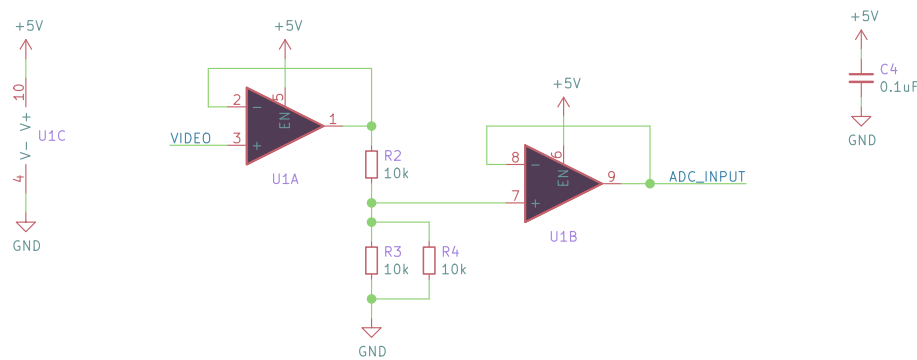 +5V
10
V+
V-
U1C
4
GND
+5V
2
5
EN
1
VIDEO
3
U1A
R2
10k
R3
10k
R4
10k
GND
+5V
8
6
EN
9
7
U1B
ADC_INPUT
+5V
C4
0.1uF
GND